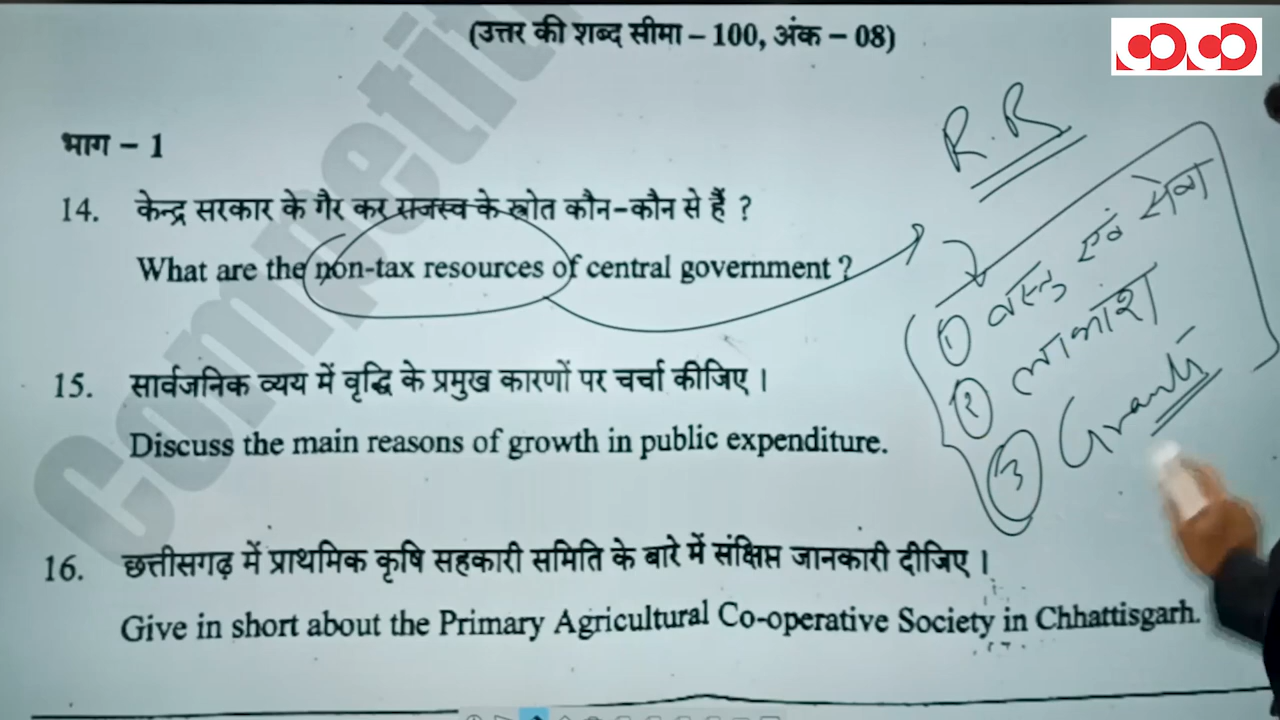 (उत्तर की शब्द सीमा – 100, अंक – 08)
भाग – 1
14. केन्द्र सरकार के गैर कर राजस्व के स्त्रोत कौन-कौन से हैं ?
What are the non-tax resources of central government ?
15. सार्वजनिक व्यय में वृद्धि के प्रमुख कारणों पर चर्चा कीजिए ।
Discuss the main reasons of growth in public expenditure.
16. छत्तीसगढ़ में प्राथमिक कृषि सहकारी समिति के बारे में संक्षिप्त जानकारी दीजिए ।
Give in short about the Primary Agricultural Co-operative Society in Chhattisgarh.
R.R
① वस्तु एवं सेवा
② लाभांश
③ Grants